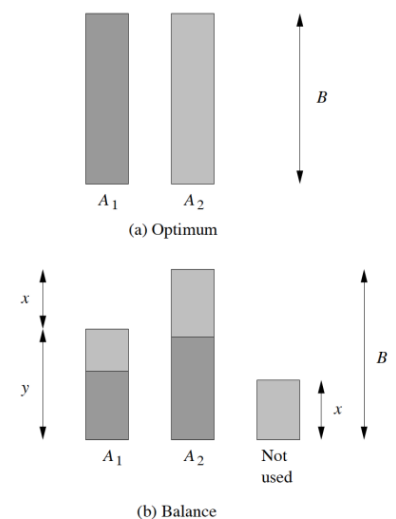 B
A1 A2
(a) Optimum
x
y
B
x
A1 A2 Not
used
(b) Balance